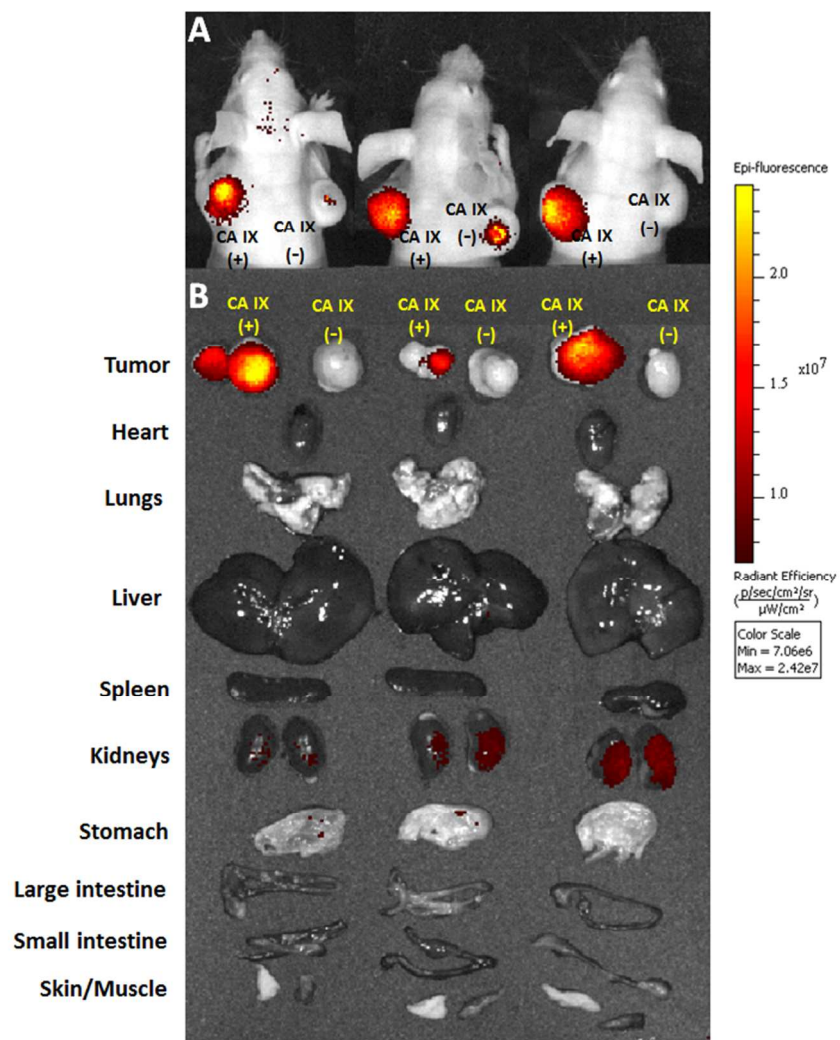 A
CA IX
(+)
CA IX
(–)
CA IX
(+)
CA IX
(–)
CA IX
(+)
CA IX
(–)
B
CA IX
(+)
CA IX
(–)
CA IX
(+)
CA IX
(–)
CA IX
(+)
CA IX
(–)
Tumor
Heart
Lungs
Liver
Spleen
Kidneys
Stomach
Large intestine
Small intestine
Skin/Muscle
Epi-fluorescence
2.0
x10⁷
1.5
1.0
Radiant Efficiency
(p/sec/cm²/sr
µW/cm²)
Color Scale
Min = 7.06e6
Max = 2.42e7